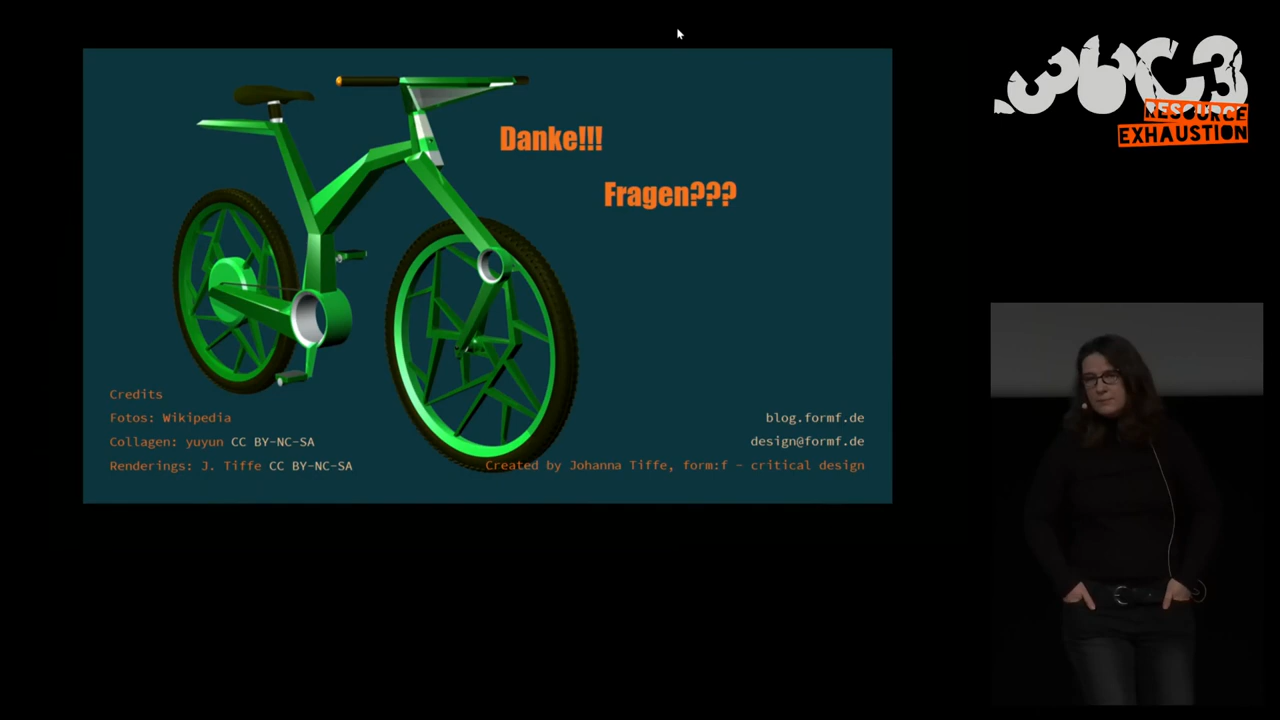 36C3
RESOURCE
EXHAUSTION
Danke!!!
Fragen???
Credits
Fotos: Wikipedia
Collagen: yuyun CC BY-NC-SA
Renderings: J. Tiffe CC BY-NC-SA
blog.formf.de
design@formf.de
Created by Johanna Tiffe, form:f - critical design